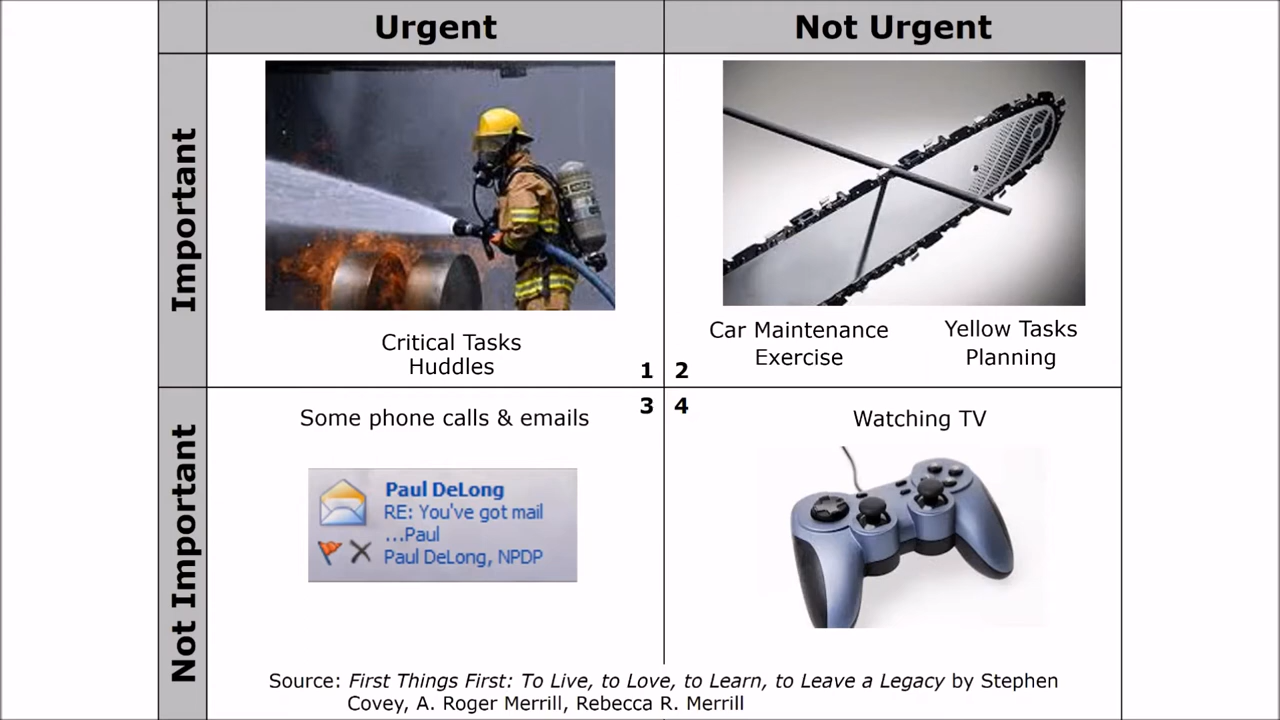 Urgent
Not Urgent
Important
Critical Tasks
Huddles
1
Car Maintenance
Exercise
Yellow Tasks
Planning
2
Not Important
3
Some phone calls & emails
Paul DeLong
RE: You've got mail
...Paul
Paul DeLong, NPDP
4
Watching TV
Source: First Things First: To Live, to Love, to Learn, to Leave a Legacy by Stephen
Covey, A. Roger Merrill, Rebecca R. Merrill